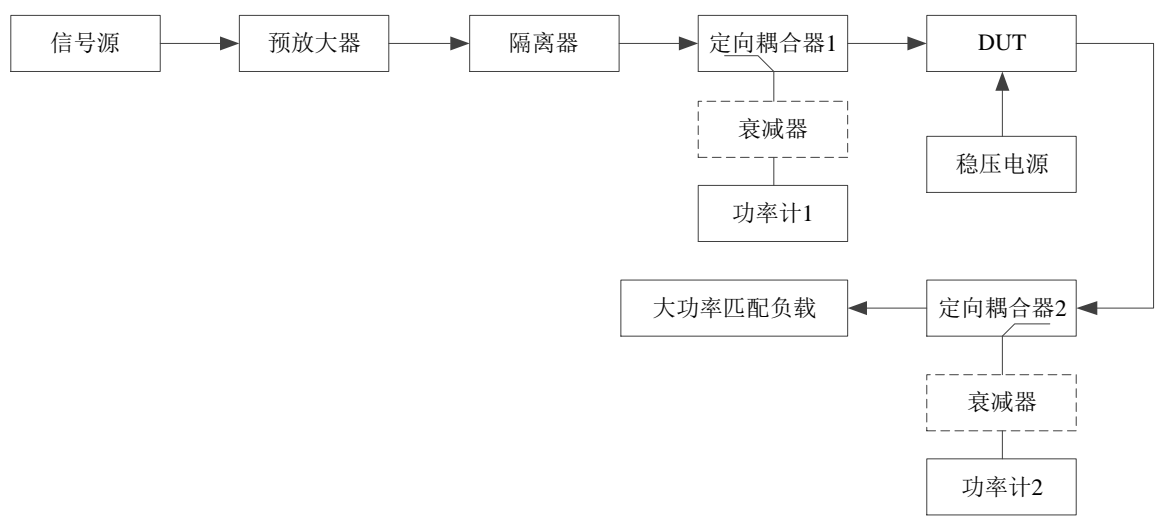 信号源
预放大器
隔离器
定向耦合器1
DUT
衰减器
稳压电源
功率计1
大功率匹配负载
定向耦合器2
衰减器
功率计2